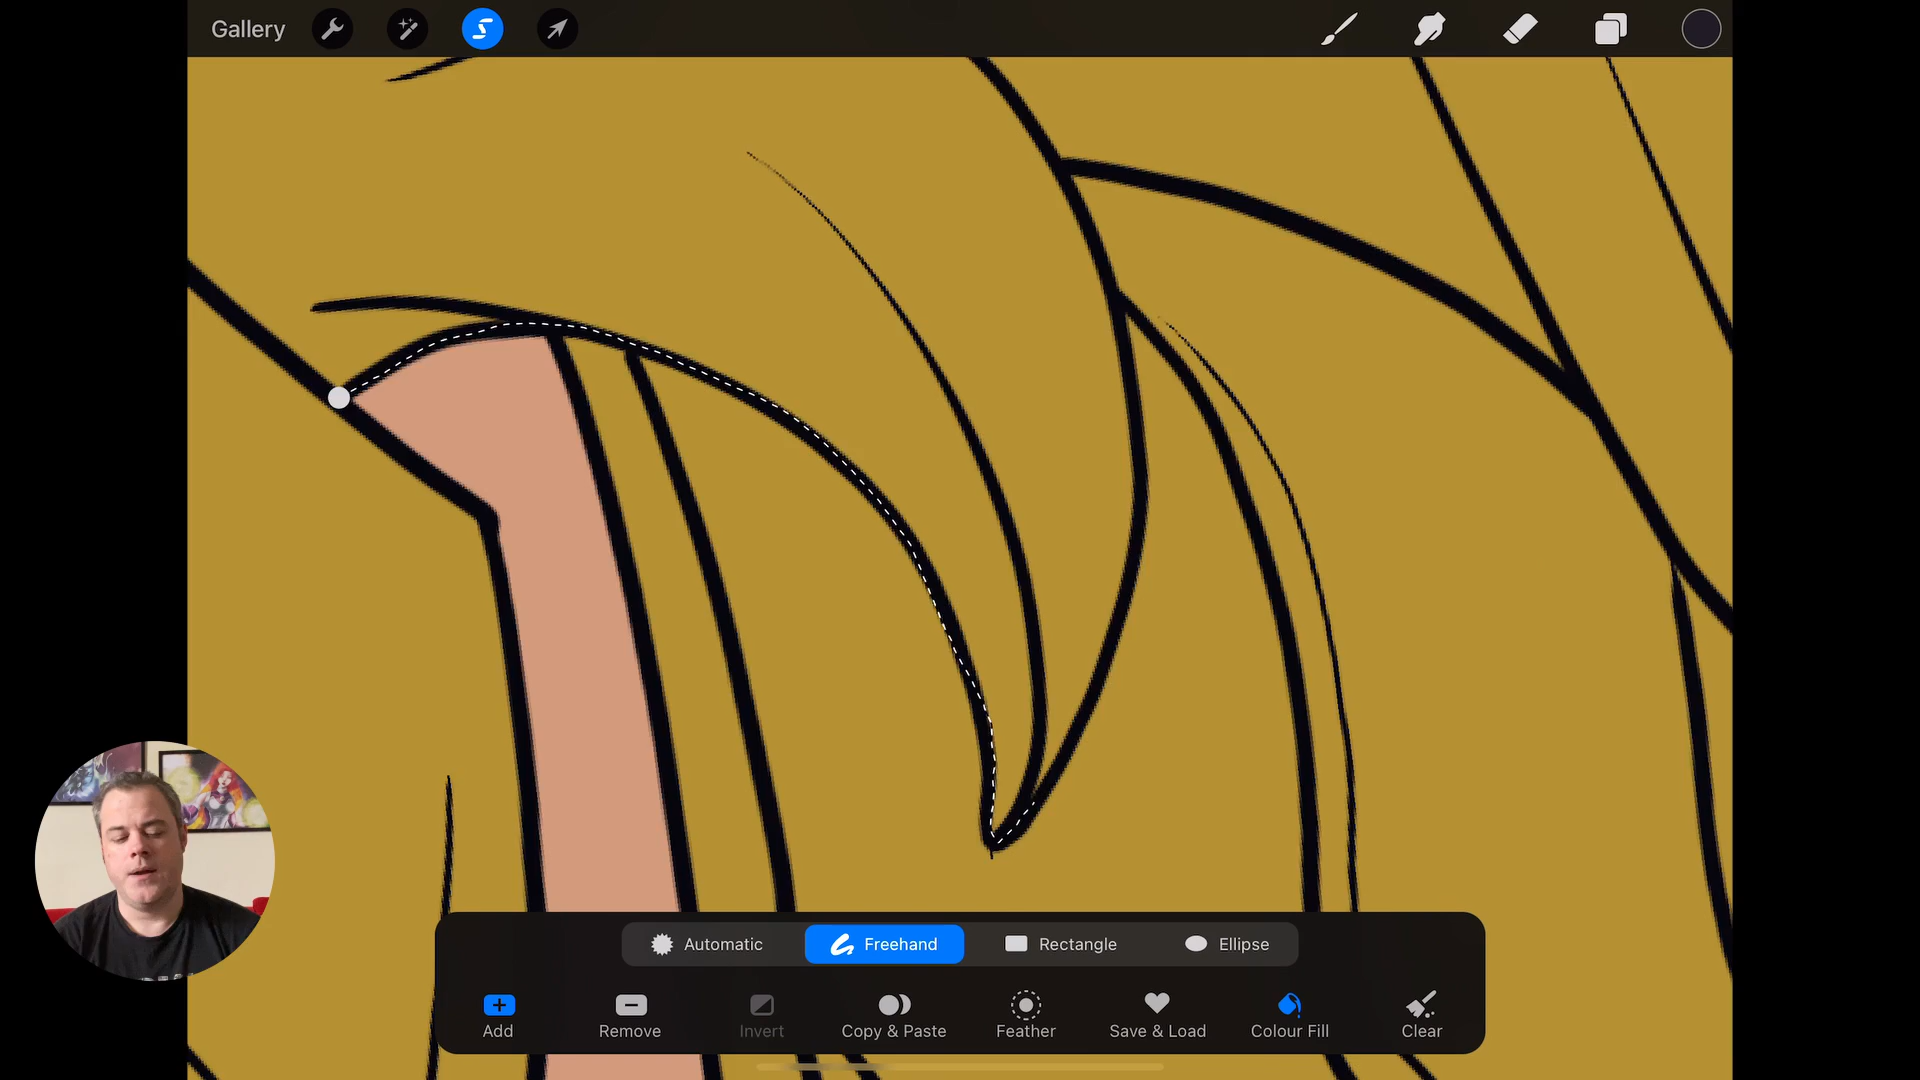 Gallery
Automatic Freehand Rectangle Ellipse
Add Remove Invert Copy & Paste Feather Save & Load Colour Fill Clear